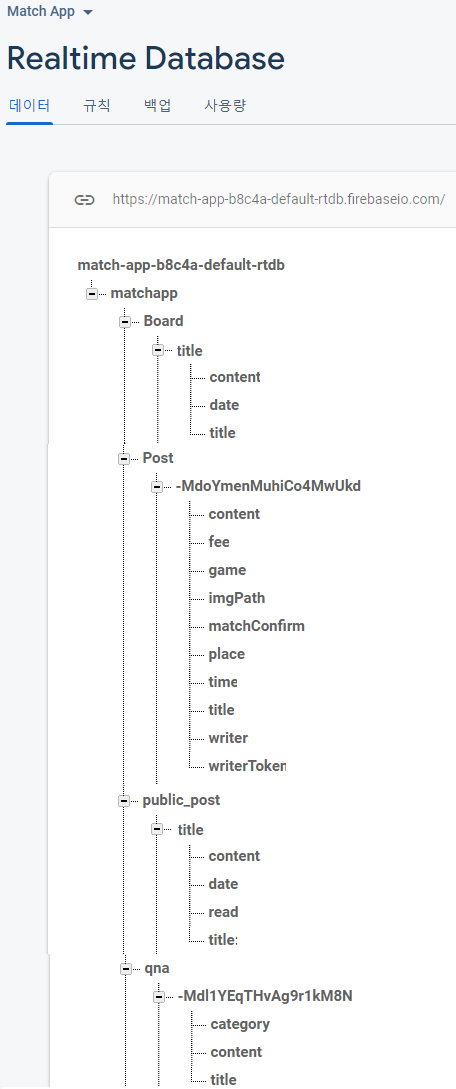 Match App
Realtime Database
데이터 규칙 백업 사용량
https://match-app-b8c4a-default-rtdb.firebaseio.com/
match-app-b8c4a-default-rtdb
matchapp
Board
title
content
date
title
Post
-MdoYmenMuhiCo4MwUkd
content
fee
game
imgPath
matchConfirm
place
time
title
writer
writerToken
public_post
title
content
date
read
title:
qna
-Mdl1YEqTHvAg9r1kM8N
category
content
title